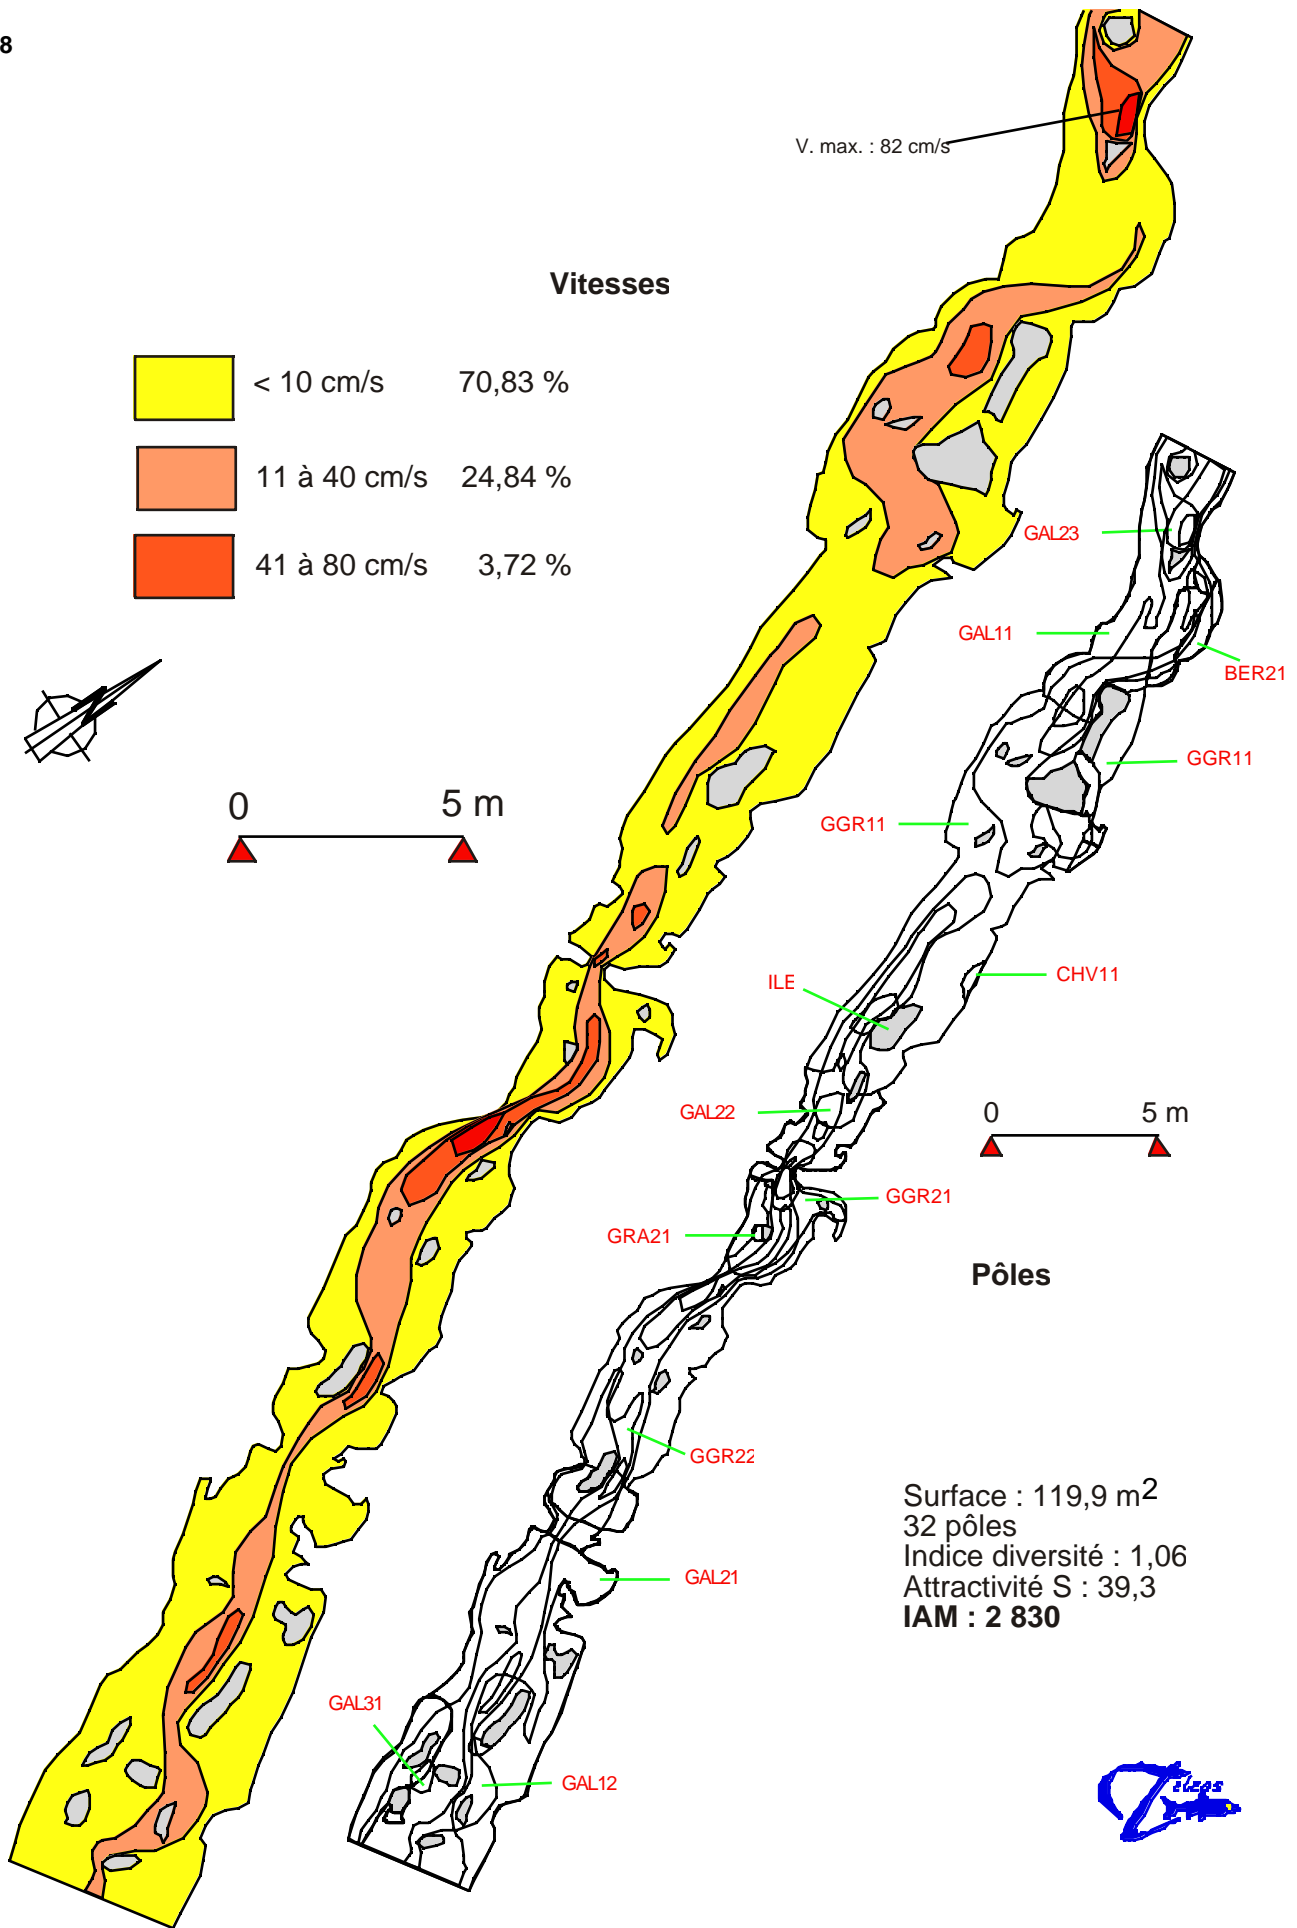 8
V. max. : 82 cm/s
Vitesses
< 10 cm/s 70,83 %
11 à 40 cm/s 24,84 %
41 à 80 cm/s 3,72 %
0 5 m
GAL23
GAL11
BER21
GGR11
GGR11
ILE
CHV11
GAL22
0 5 m
GGR21
GRA21
Pôles
GGR22
Surface : 119,9 m2
32 pôles
Indice diversité : 1,06
Attractivité S : 39,3
IAM : 2 830
GAL21
GAL31
GAL12